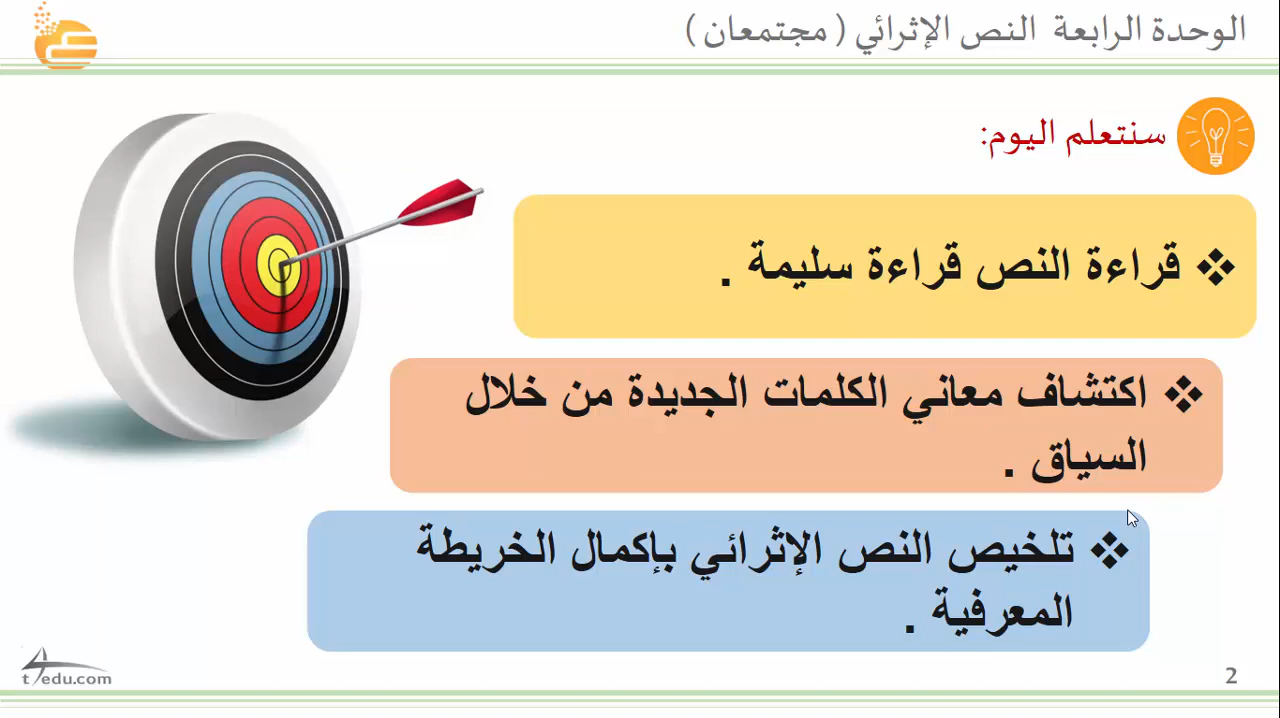 الوحدة الرابعة النص الإثرائي ( مجتمعان )
سنتعلم اليوم:
❖ قراءة النص قراءة سليمة .
❖ اكتشاف معاني الكلمات الجديدة من خلال
السياق .
❖ تلخيص النص الإثرائي بإكمال الخريطة
المعرفية .
t4edu.com
2